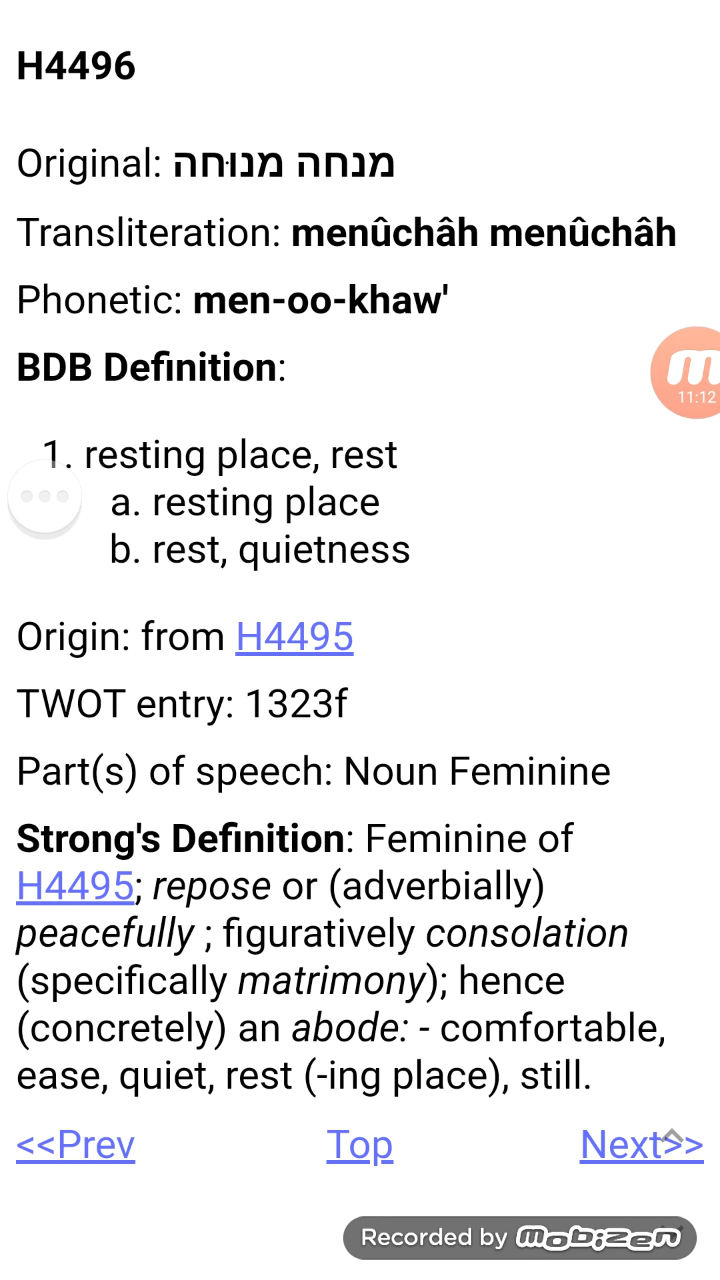 H4496
Original: מנחה מנוּחה
Transliteration: menûchâh menûchâh
Phonetic: men-oo-khaw'
BDB Definition:
11:12
1. resting place, rest
a. resting place
b. rest, quietness
Origin: from H4495
TWOT entry: 1323f
Part(s) of speech: Noun Feminine
Strong's Definition: Feminine of
H4495; repose or (adverbially)
peacefully ; figuratively consolation
(specifically matrimony); hence
(concretely) an abode: - comfortable,
ease, quiet, rest (-ing place), still.
<<Prev Top Next>>
Recorded by mobizen